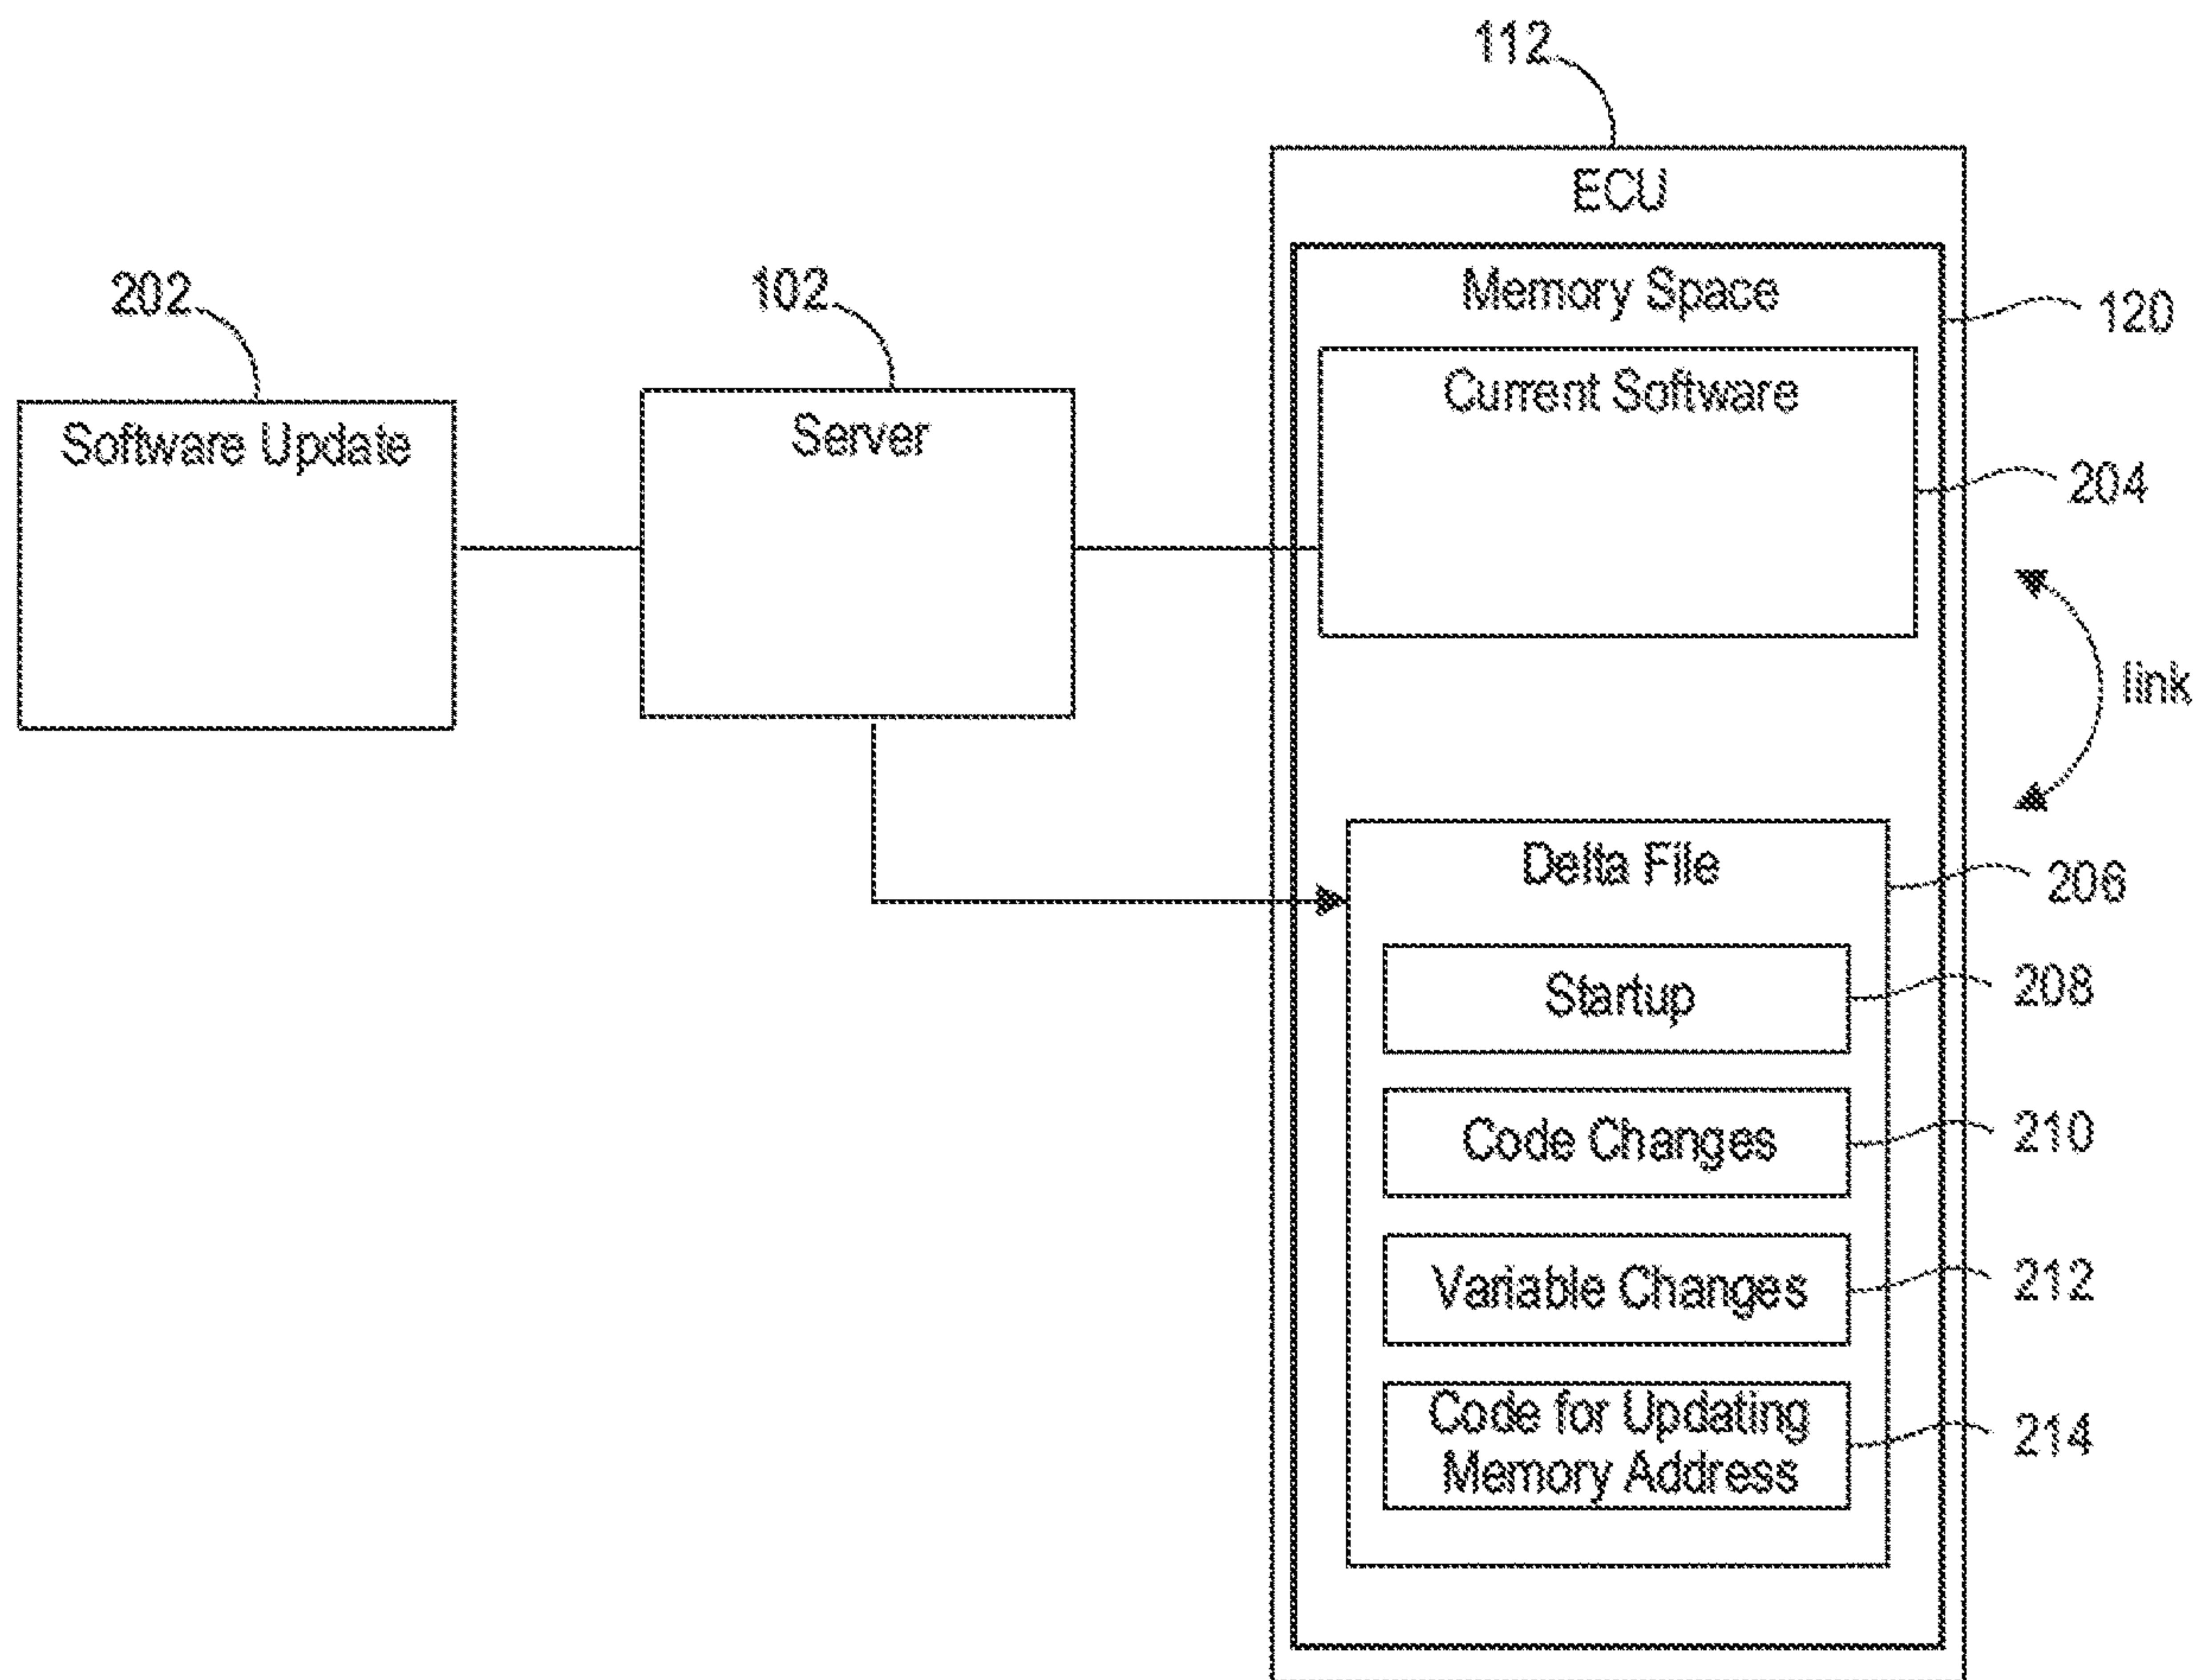 112
ECU
202
102
Memory Space
120
Software Update
Server
Current Software
204
link
Delta File
206
Startup
208
Code Changes
210
Variable Changes
212
Code for Updating
Memory Address
214